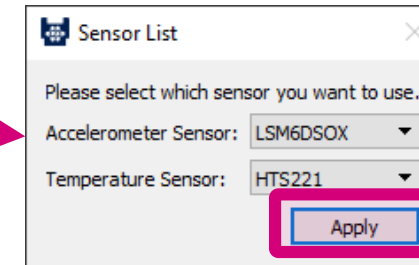 Sensor List
Please select which sensor you want to use.
Accelerometer Sensor: LSM6DSOX
Temperature Sensor: HTS221
Apply